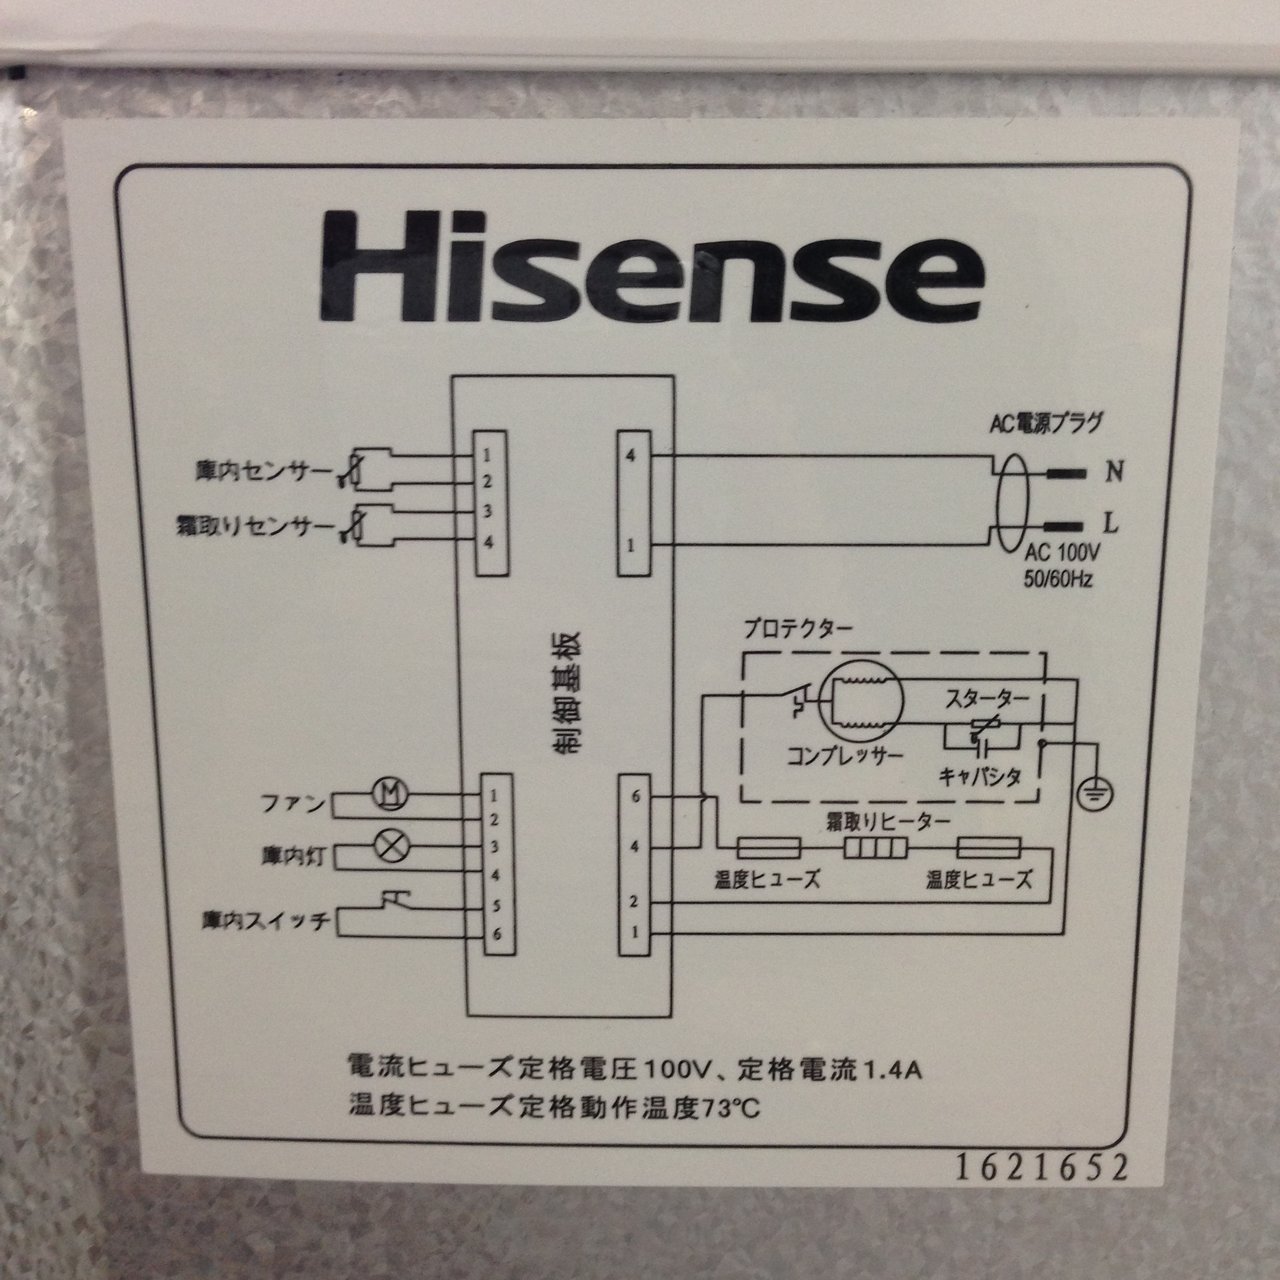 Hisense
AC電源プラグ
庫内センサー
1
2
霜取りセンサー
3
4
4
1
N
L
AC 100V
50/60Hz
制御基板
プロテクター
スターター
コンプレッサー
キャパシタ
霜取りヒーター
温度ヒューズ
温度ヒューズ
ファン
M
1
2
庫内灯
3
4
庫内スイッチ
5
6
6
4
2
1
電流ヒューズ定格電圧100V、定格電流1.4A
温度ヒューズ定格動作温度73℃
1621652